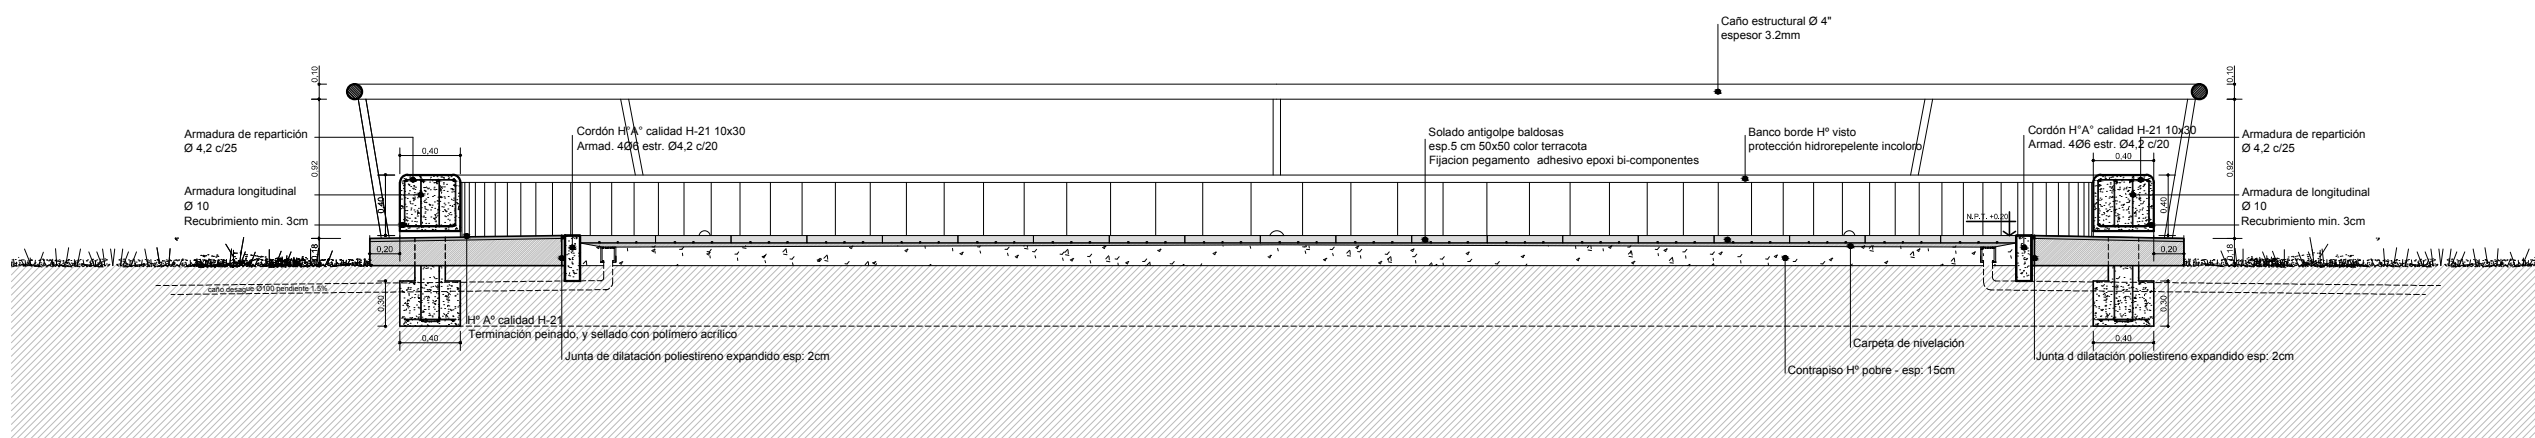 Caño estructural Ø 4"
espesor 3.2mm
0,10
0,10
Armadura de repartición
Ø 4,2 c/25
Cordón H°A° calidad H-21 10x30
Armad. 4Ø6 estr. Ø4,2 c/20
Solado antigolpe baldosas
esp.5 cm 50x50 color terracota
Fijacion pegamento adhesivo epoxi bi-componentes
Banco borde Hº visto
protección hidrorepelente incoloro
Cordón H°A° calidad H-21 10x30
Armad. 4Ø6 estr. Ø4,2 c/20
Armadura de repartición
Ø 4,2 c/25
0,40
0,40
0,92
0,92
Armadura longitudinal
Ø 10
Recubrimiento min. 3cm
Armadura de longitudinal
Ø 10
Recubrimiento min. 3cm
0,40
0,40
N.P.T. +0.20
0,20
0,20
0,18
0,18
caño desague Ø100 pendiente 1.5%
0,30
0,30
Hº Aº calidad H-21
Terminación peinado, y sellado con polímero acrílico
0,40
0,40
Carpeta de nivelación
Junta de dilatación poliestireno expandido esp: 2cm
Junta d dilatación poliestireno expandido esp: 2cm
Contrapiso Hº pobre - esp: 15cm